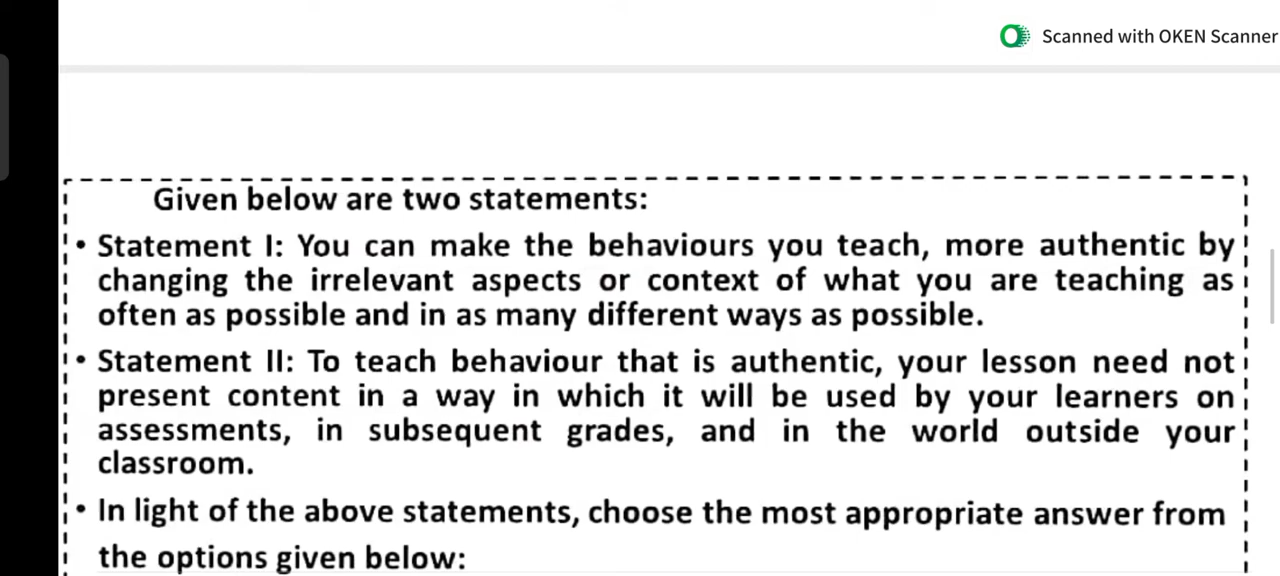 Scanned with OKEN Scanner
Given below are two statements:
• Statement I: You can make the behaviours you teach, more authentic by
changing the irrelevant aspects or context of what you are teaching as
often as possible and in as many different ways as possible.
• Statement II: To teach behaviour that is authentic, your lesson need not
present content in a way in which it will be used by your learners on
assessments, in subsequent grades, and in the world outside your
classroom.
• In light of the above statements, choose the most appropriate answer from
the options given below: